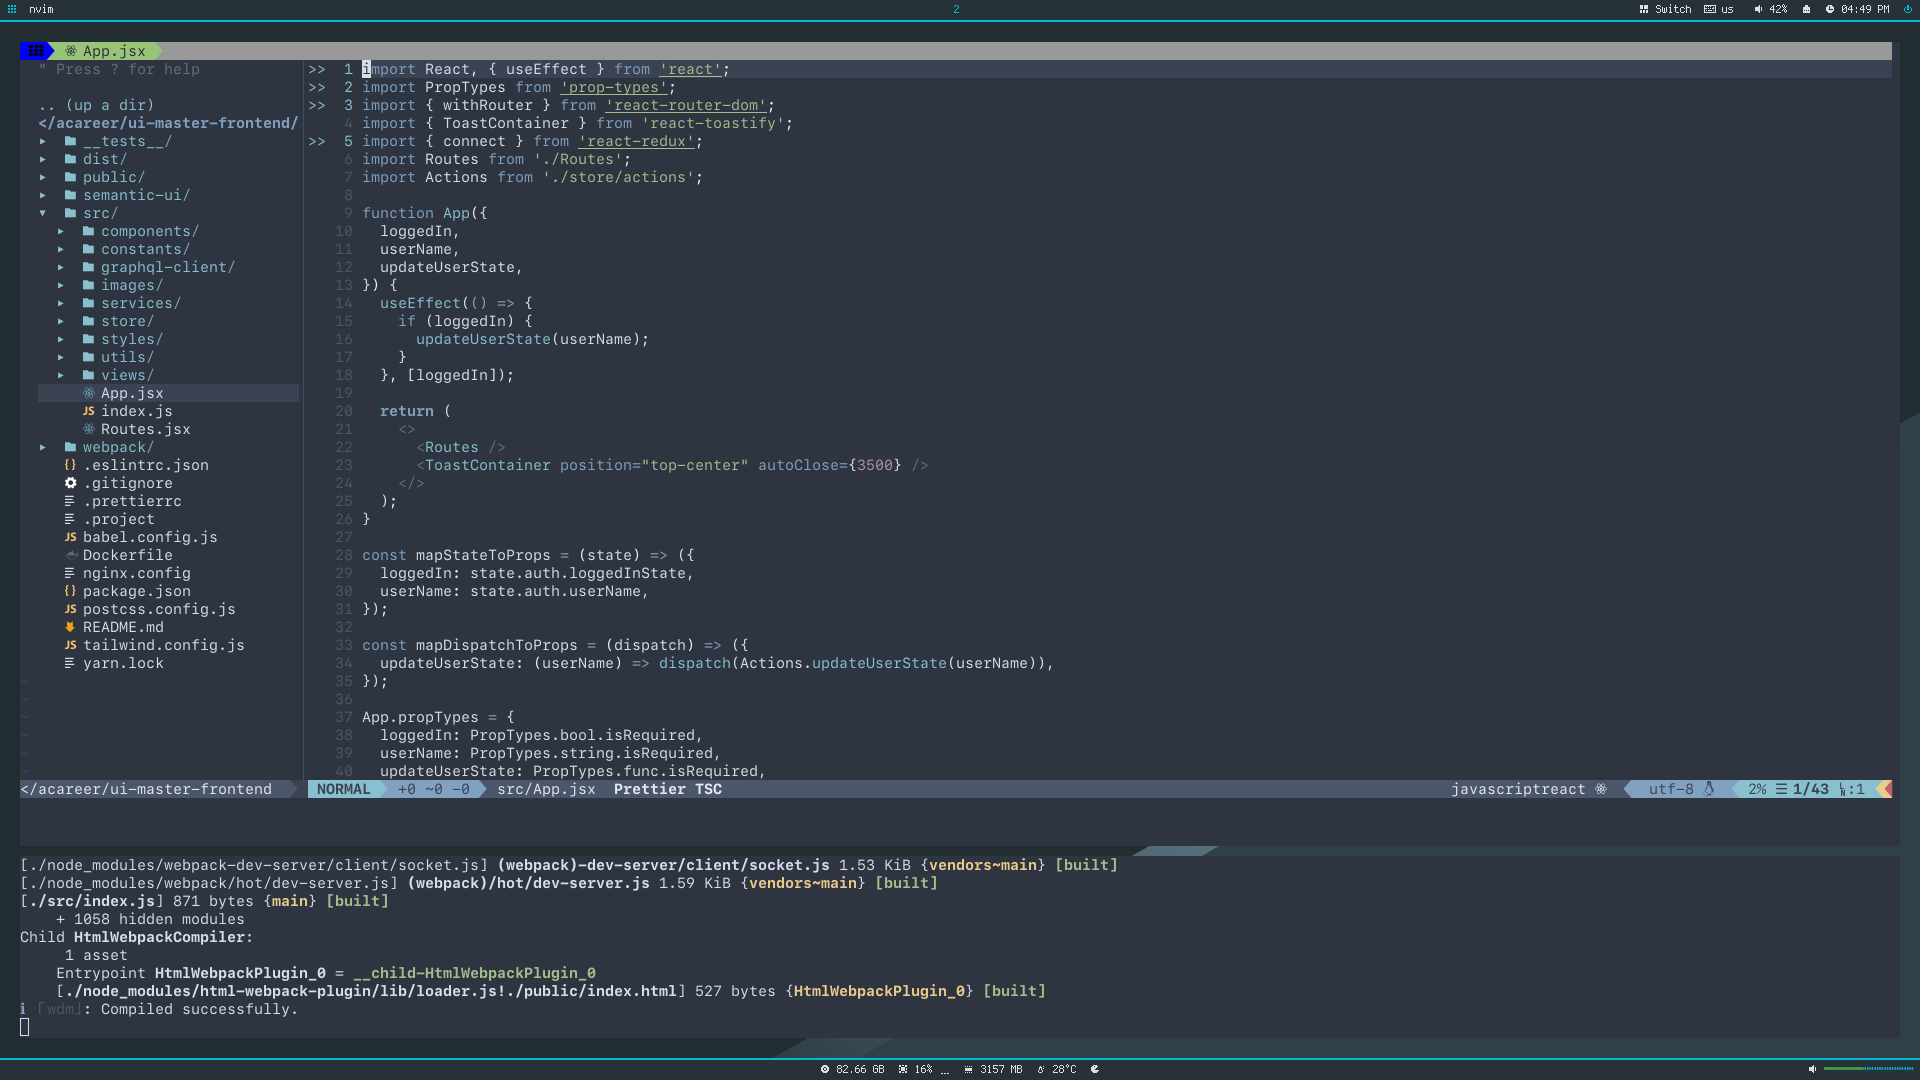 nvim
2
Switch us 42% 04:49 PM
App.jsx
" Press ? for help
.. (up a dir)
</acareer/ui-master-frontend/
▸ __tests__/
▸ dist/
▸ public/
▸ semantic-ui/
▾ src/
▸ components/
▸ constants/
▸ graphql-client/
▸ images/
▸ services/
▸ store/
▸ styles/
▸ utils/
▸ views/
App.jsx
JS index.js
Routes.jsx
▸ webpack/
{} .eslintrc.json
.gitignore
.prettierrc
.project
JS babel.config.js
Dockerfile
nginx.config
{} package.json
JS postcss.config.js
README.md
JS tailwind.config.js
yarn.lock
~
~
~
~
~
~
>> 1 import React, { useEffect } from 'react';
>> 2 import PropTypes from 'prop-types';
>> 3 import { withRouter } from 'react-router-dom';
4 import { ToastContainer } from 'react-toastify';
>> 5 import { connect } from 'react-redux';
6 import Routes from './Routes';
7 import Actions from './store/actions';
8
9 function App({
10 loggedIn,
11 userName,
12 updateUserState,
13 }) {
14 useEffect(() => {
15 if (loggedIn) {
16 updateUserState(userName);
17 }
18 }, [loggedIn]);
19
20 return (
21 <>
22 <Routes />
23 <ToastContainer position="top-center" autoClose={3500} />
24 </>
25 );
26 }
27
28 const mapStateToProps = (state) => ({
29 loggedIn: state.auth.loggedInState,
30 userName: state.auth.userName,
31 });
32
33 const mapDispatchToProps = (dispatch) => ({
34 updateUserState: (userName) => dispatch(Actions.updateUserState(userName)),
35 });
36
37 App.propTypes = {
38 loggedIn: PropTypes.bool.isRequired,
39 userName: PropTypes.string.isRequired,
40 updateUserState: PropTypes.func.isRequired,
</acareer/ui-master-frontend
NORMAL +0 ~0 -0 src/App.jsx Prettier TSC javascriptreact utf-8 2% ☰ 1/43 ␤:1
[./node_modules/webpack-dev-server/client/socket.js] (webpack)-dev-server/client/socket.js 1.53 KiB {vendors~main} [built]
[./node_modules/webpack/hot/dev-server.js] (webpack)/hot/dev-server.js 1.59 KiB {vendors~main} [built]
[./src/index.js] 871 bytes {main} [built]
+ 1058 hidden modules
Child HtmlWebpackCompiler:
1 asset
Entrypoint HtmlWebpackPlugin_0 = __child-HtmlWebpackPlugin_0
[./node_modules/html-webpack-plugin/lib/loader.js!./public/index.html] 527 bytes {HtmlWebpackPlugin_0} [built]
ℹ ｢wdm｣: Compiled successfully.
82.66 GB 16% 3157 MB 28°C